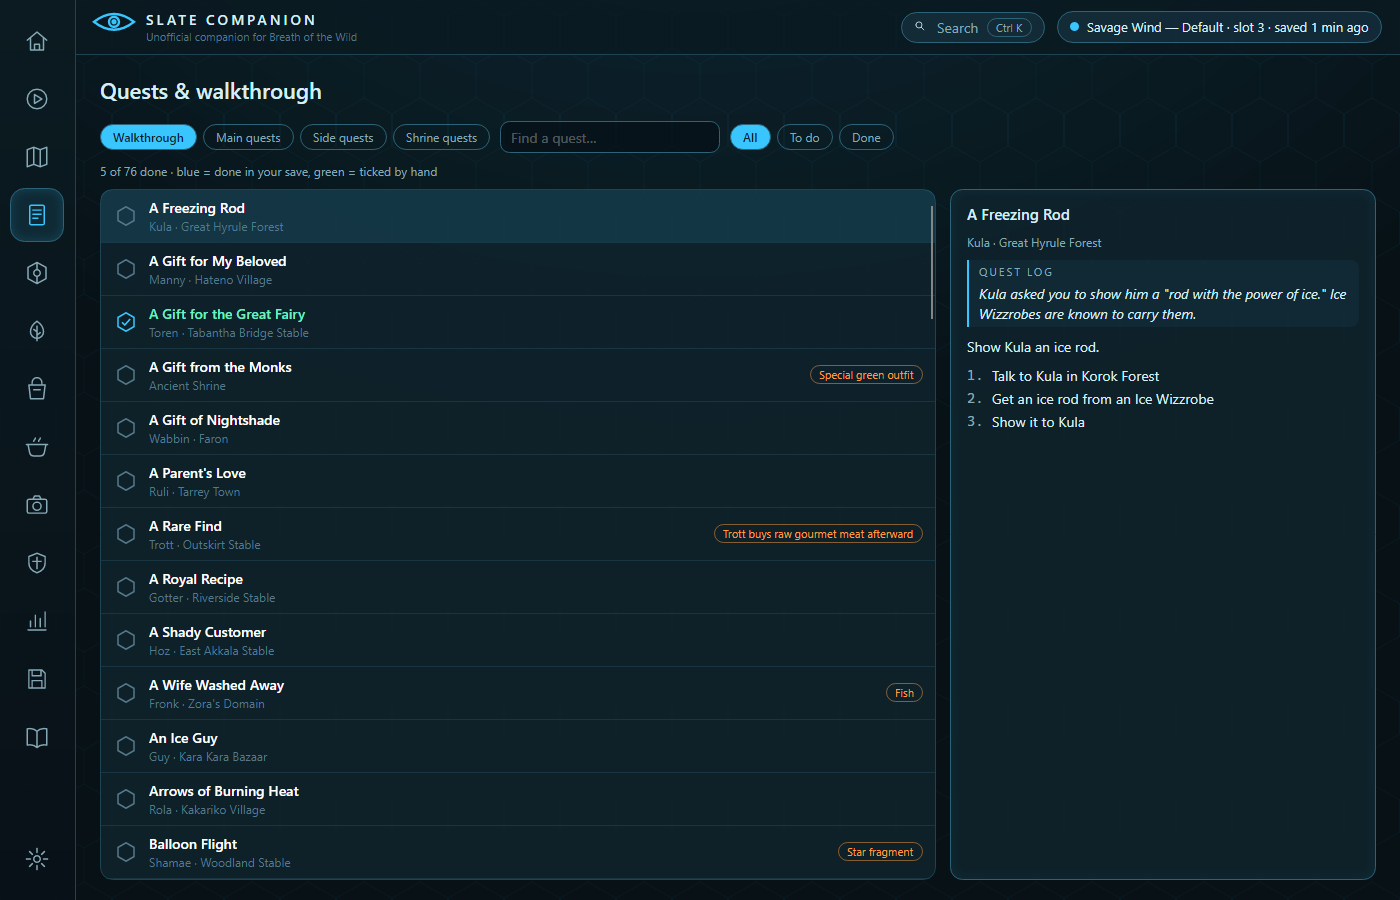 SLATE COMPANION
Unofficial companion for Breath of the Wild
Search Ctrl K
Savage Wind — Default · slot 3 · saved 1 min ago
Quests & walkthrough
Walkthrough Main quests Side quests Shrine quests Find a quest... All To do Done
5 of 76 done · blue = done in your save, green = ticked by hand
A Freezing Rod
Kula · Great Hyrule Forest
A Gift for My Beloved
Manny · Hateno Village
A Gift for the Great Fairy
Toren · Tabantha Bridge Stable
A Gift from the Monks
Ancient Shrine
Special green outfit
A Gift of Nightshade
Wabbin · Faron
A Parent's Love
Ruli · Tarrey Town
A Rare Find
Trott · Outskirt Stable
Trott buys raw gourmet meat afterward
A Royal Recipe
Gotter · Riverside Stable
A Shady Customer
Hoz · East Akkala Stable
A Wife Washed Away
Fronk · Zora's Domain
Fish
An Ice Guy
Guy · Kara Kara Bazaar
Arrows of Burning Heat
Rola · Kakariko Village
Balloon Flight
Shamae · Woodland Stable
Star fragment
A Freezing Rod
Kula · Great Hyrule Forest
QUEST LOG
Kula asked you to show him a "rod with the power of ice." Ice
Wizzrobes are known to carry them.
Show Kula an ice rod.
1. Talk to Kula in Korok Forest
2. Get an ice rod from an Ice Wizzrobe
3. Show it to Kula